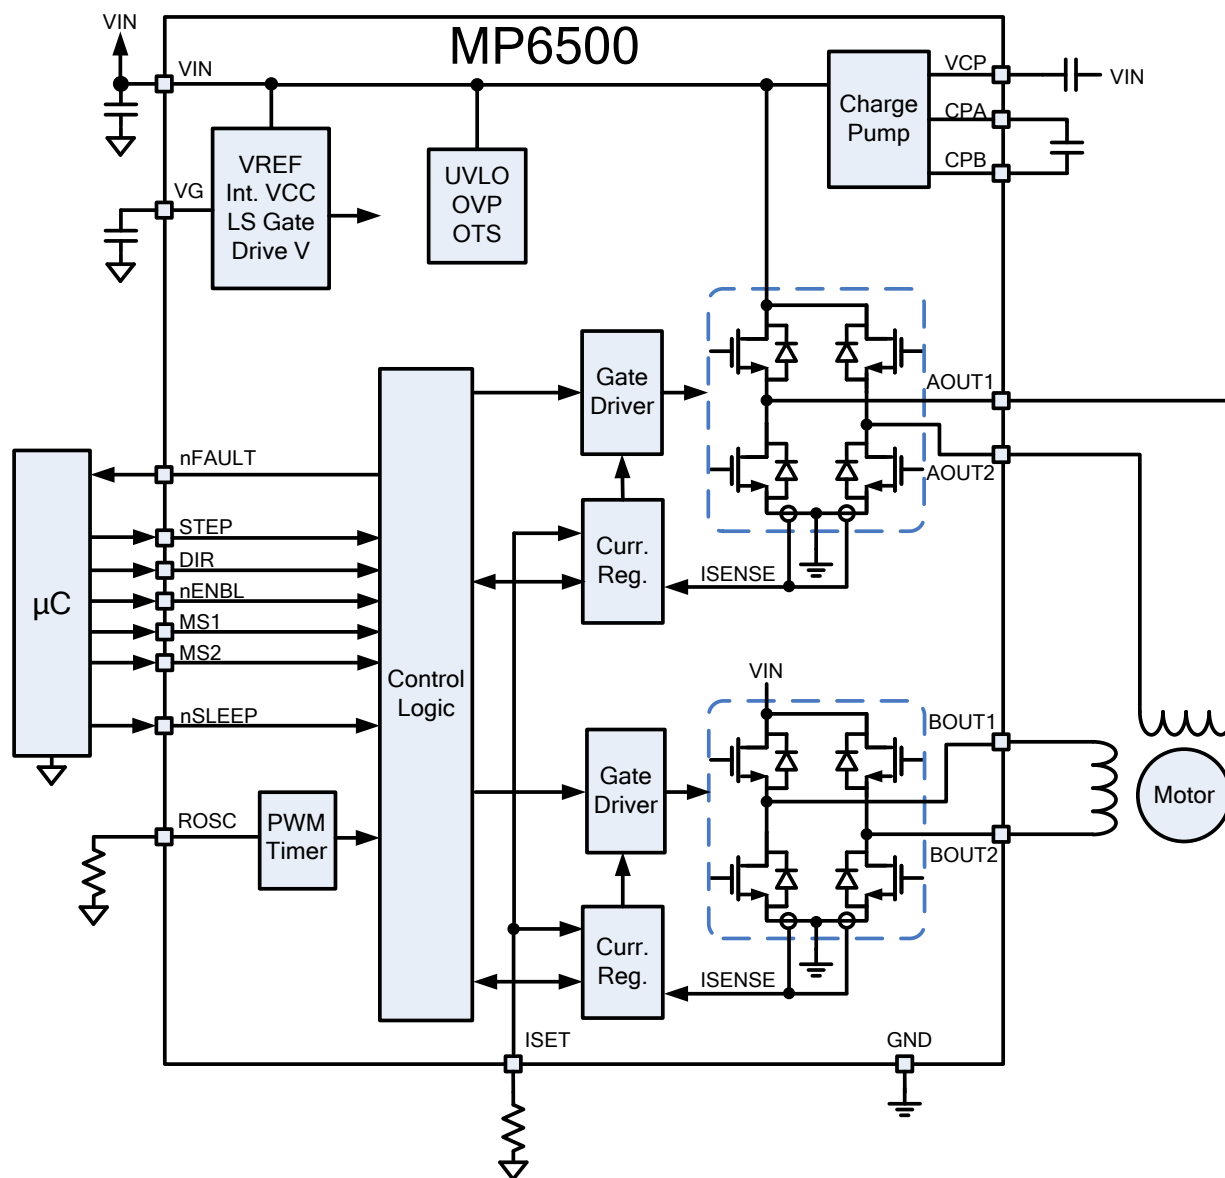 VIN
MP6500
VIN
VCP
VIN
Charge
Pump
CPA
CPB
VREF
Int. VCC
LS Gate
Drive V
UVLO
OVP
OTS
VG
Gate
Driver
AOUT1
AOUT2
nFAULT
STEP
DIR
nENBL
MS1
MS2
nSLEEP
µC
Control
Logic
Curr.
Reg.
ISENSE
VIN
BOUT1
Gate
Driver
Motor
ROSC
PWM
Timer
BOUT2
Curr.
Reg.
ISENSE
ISET
GND